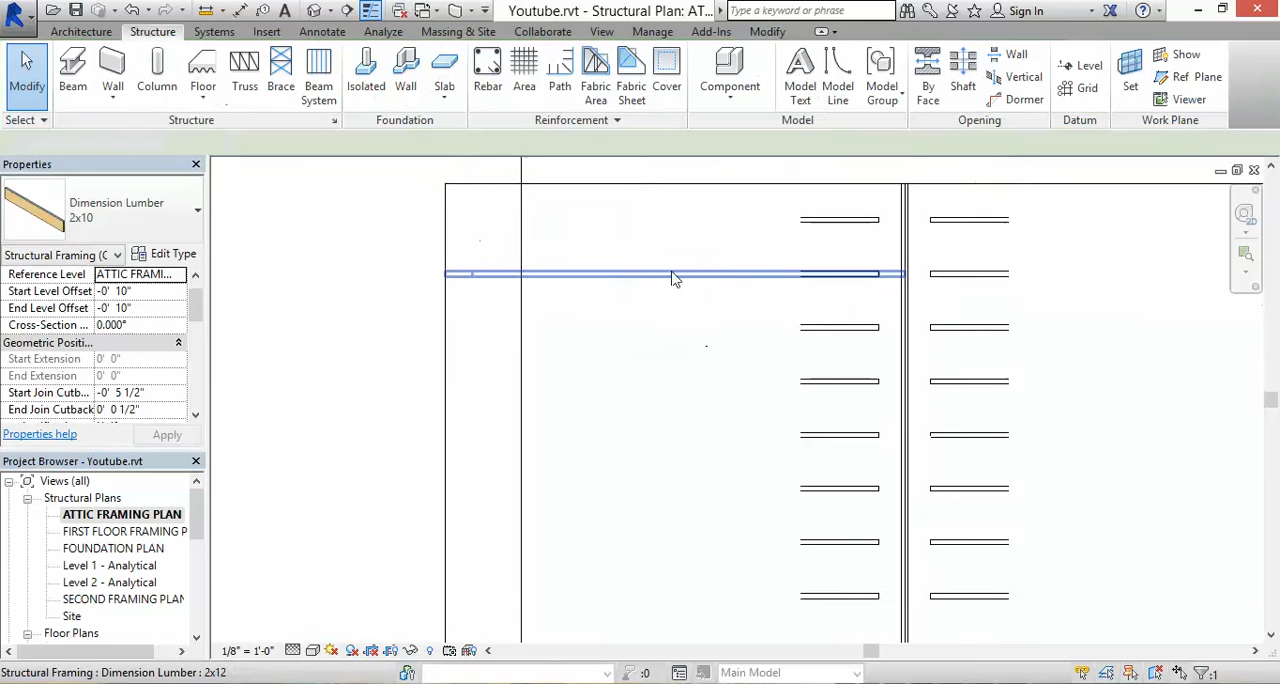 Youtube.rvt - Structural Plan: AT...
Type a keyword or phrase
Sign In
Architecture Structure Systems Insert Annotate Analyze Massing & Site Collaborate View Manage Add-Ins Modify
Modify Beam Wall Column Floor Truss Brace Beam System Isolated Wall Slab Rebar Area Path Fabric Area Fabric Sheet Cover Component Model Text Model Line Model Group By Face Shaft Wall Vertical Dormer Level Grid Set Show Ref Plane Viewer
Select Structure Foundation Reinforcement Model Opening Datum Work Plane
Properties
Dimension Lumber
2x10
Structural Framing (C
Edit Type
Reference Level ATTIC FRAMI...
Start Level Offset -0' 10"
End Level Offset -0' 10"
Cross-Section ... 0.000°
Geometric Positi...
Start Extension 0' 0"
End Extension 0' 0"
Start Join Cutb... -0' 5 1/2"
End Join Cutback 0' 0 1/2"
Properties help
Apply
Project Browser - Youtube.rvt
Views (all)
Structural Plans
ATTIC FRAMING PLAN
FIRST FLOOR FRAMING P
FOUNDATION PLAN
Level 1 - Analytical
Level 2 - Analytical
SECOND FRAMING PLAN
Site
Floor Plans
2D
1/8" = 1'-0"
Structural Framing : Dimension Lumber : 2x12
:0
Main Model
:1